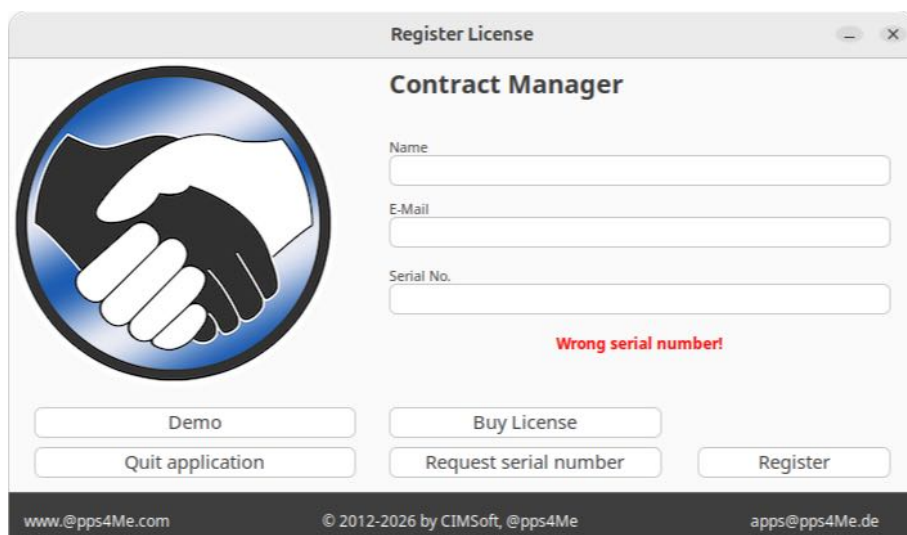 Register License
Contract Manager
Name
E-Mail
Serial No.
Wrong serial number!
Demo
Buy License
Quit application
Request serial number
Register
www.@pps4Me.com
© 2012-2026 by CIMSoft, @pps4Me
apps@pps4Me.de